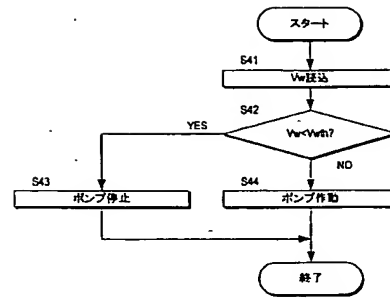 スタート
S41
Vw読込
S42
Vw<Vwth?
YES
NO
S43
ポンプ停止
S44
ポンプ作動
終了